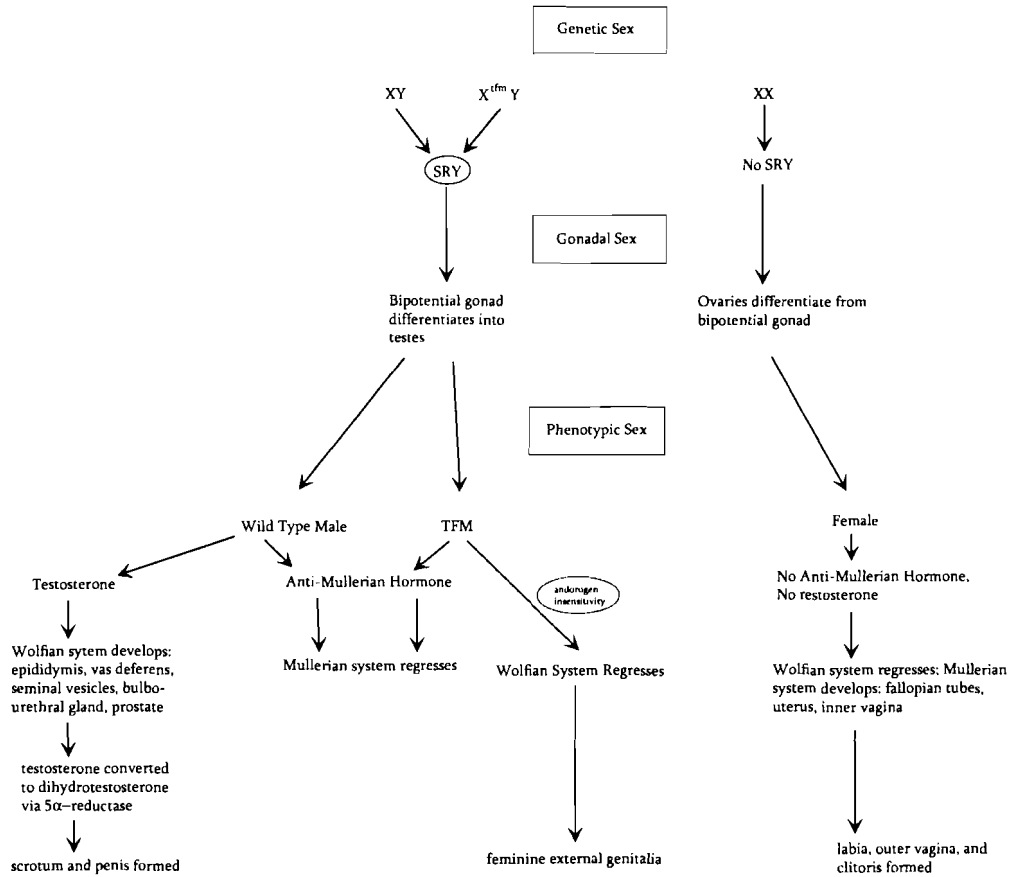 Genetic Sex
XY
X^tfm Y
XX
SRY
No SRY
Gonadal Sex
Bipotential gonad
differentiates into
testes
Ovaries differentiate from
bipotential gonad
Phenotypic Sex
Wild Type Male
TFM
Female
Testosterone
Anti-Mullerian Hormone
andorogen
insensitivity
No Anti-Mullerian Hormone,
No testosterone
Wolfian sytem develops:
epididymis, vas deferens,
seminal vesicles, bulbo-
urethral gland, prostate
Mullerian system regresses
Wolfian System Regresses
Wolfian system regresses; Mullerian
system develops: fallopian tubes,
uterus, inner vagina
testosterone converted
to dihydrotestosterone
via 5α-reductase
scrotum and penis formed
feminine external genitalia
labia, outer vagina, and
clitoris formed